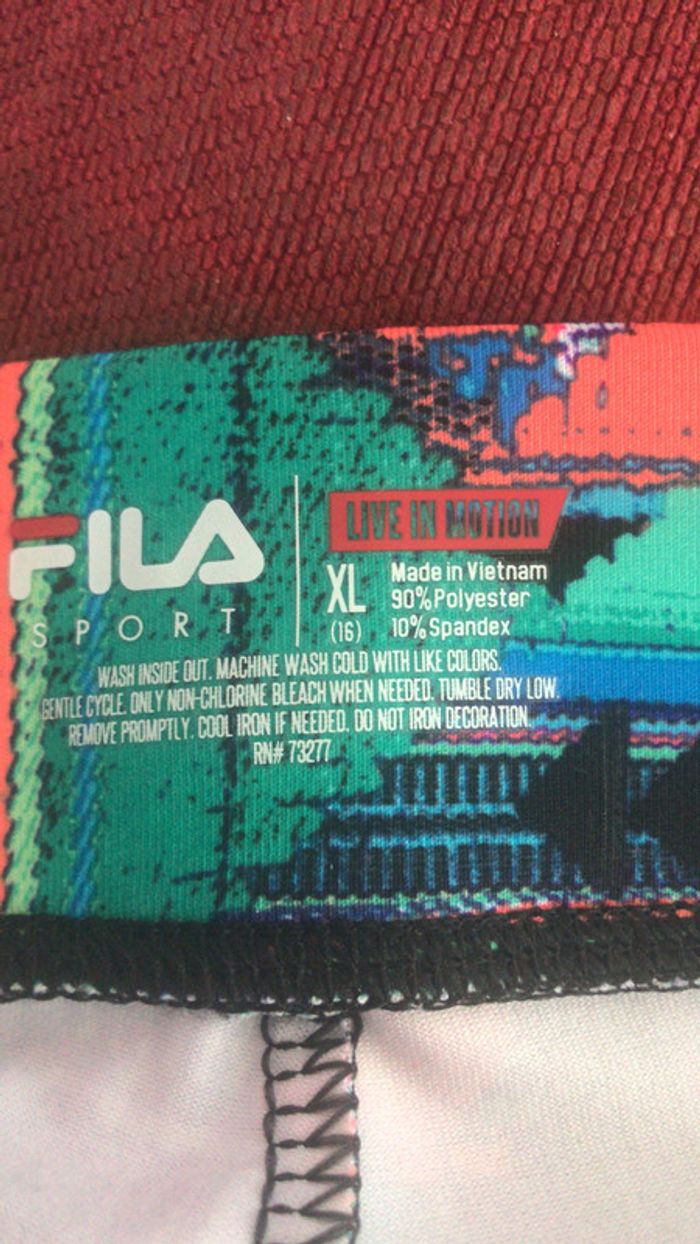 FILA
SPORT
LIVE IN MOTION
XL
(16)
Made in Vietnam
90% Polyester
10% Spandex
WASH INSIDE OUT. MACHINE WASH COLD WITH LIKE COLORS.
GENTLE CYCLE. ONLY NON-CHLORINE BLEACH WHEN NEEDED. TUMBLE DRY LOW.
REMOVE PROMPTLY. COOL IRON IF NEEDED. DO NOT IRON DECORATION.
RN# 73277